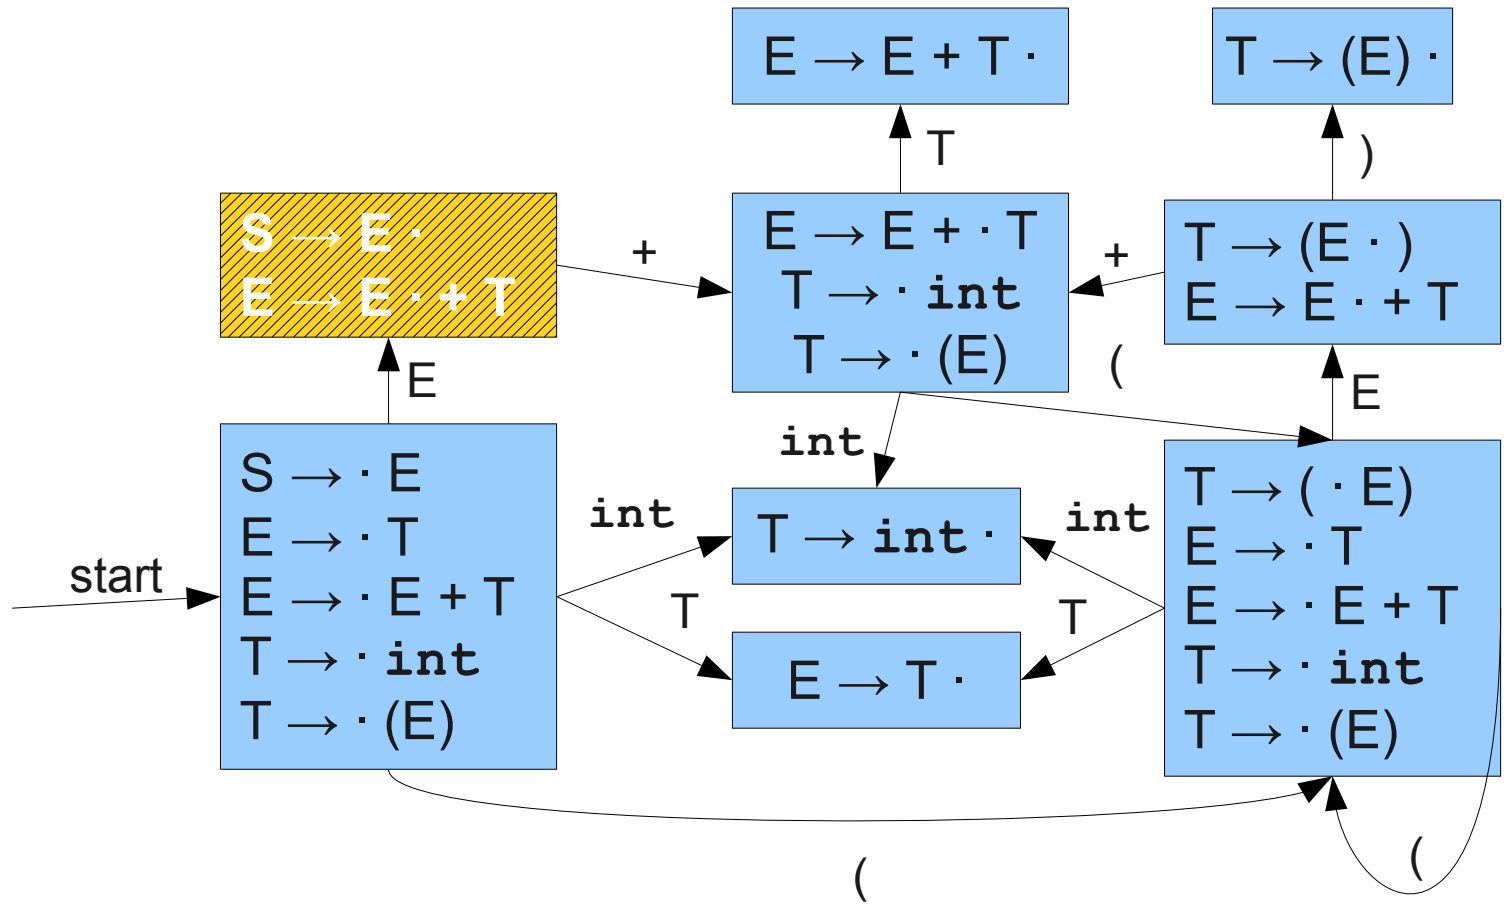 E → E + T ·
T → (E) ·
T
)
S → E ·
E → E · + T
+
E → E + · T
T → · int
T → · (E)
+
T → (E · )
E → E · + T
E
(
E
int
start
S → · E
E → · T
E → · E + T
T → · int
T → · (E)
int
T
T → int ·
E → T ·
int
T
T → ( · E)
E → · T
E → · E + T
T → · int
T → · (E)
(
(